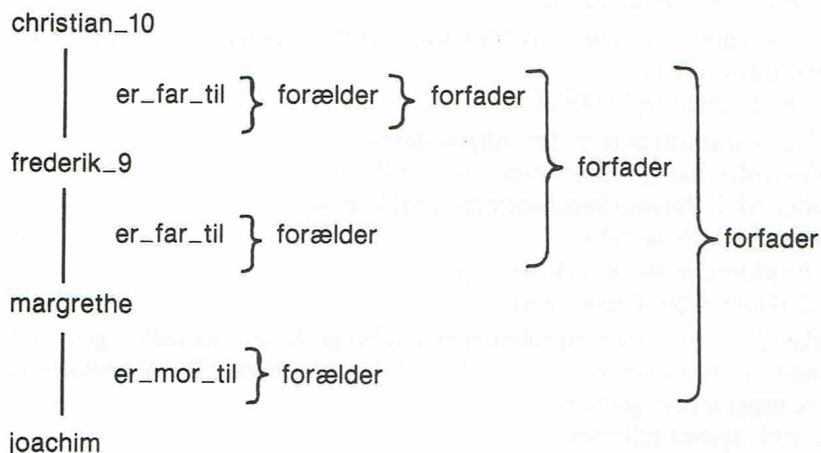 christian_10
er_far_til } forælder } forfader
frederik_9
forfader
er_far_til } forælder
forfader
margrethe
er_mor_til } forælder
joachim